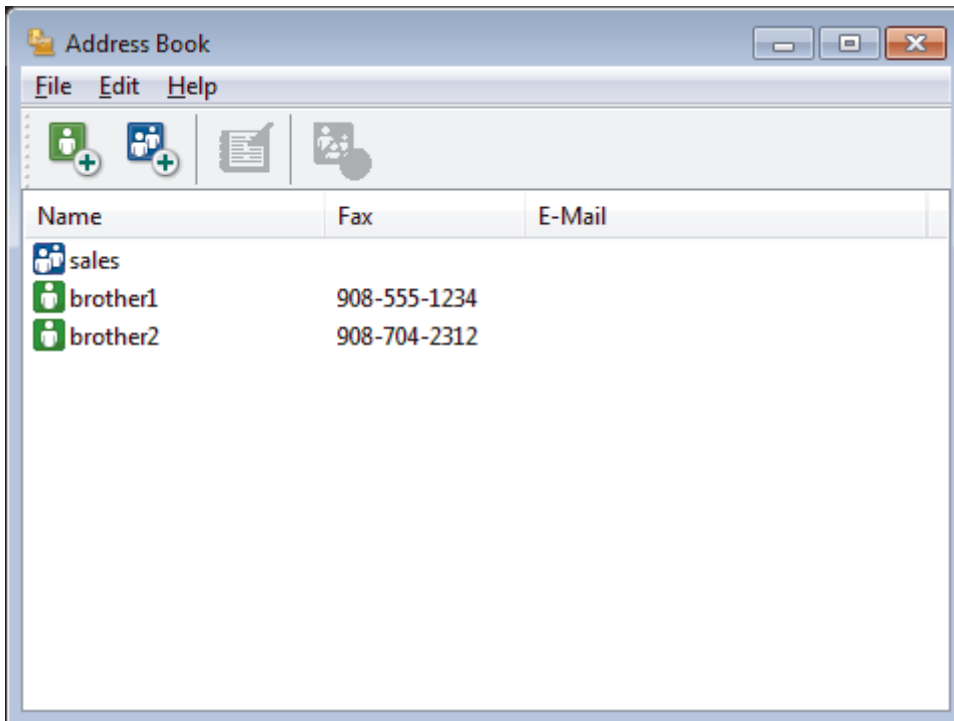 Address Book
File Edit Help
Name Fax E-Mail
sales
brother1 908-555-1234
brother2 908-704-2312